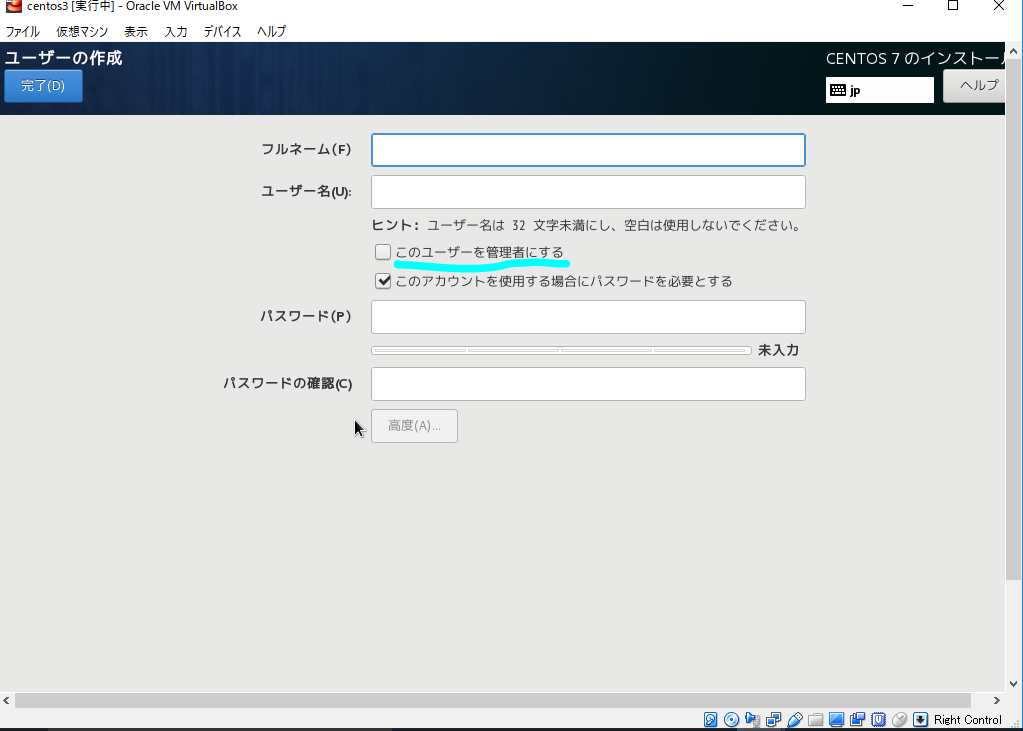 centos3 [実行中] - Oracle VM VirtualBox
ファイル 仮想マシン 表示 入力 デバイス ヘルプ
ユーザーの作成
CENTOS 7 のインストー
完了(D)
jp
ヘルプ
フルネーム(F)
ユーザー名(U):
ヒント: ユーザー名は 32 文字未満にし、空白は使用しないでください。
このユーザーを管理者にする
このアカウントを使用する場合にパスワードを必要とする
パスワード(P)
未入力
パスワードの確認(C)
高度(A)...
Right Control